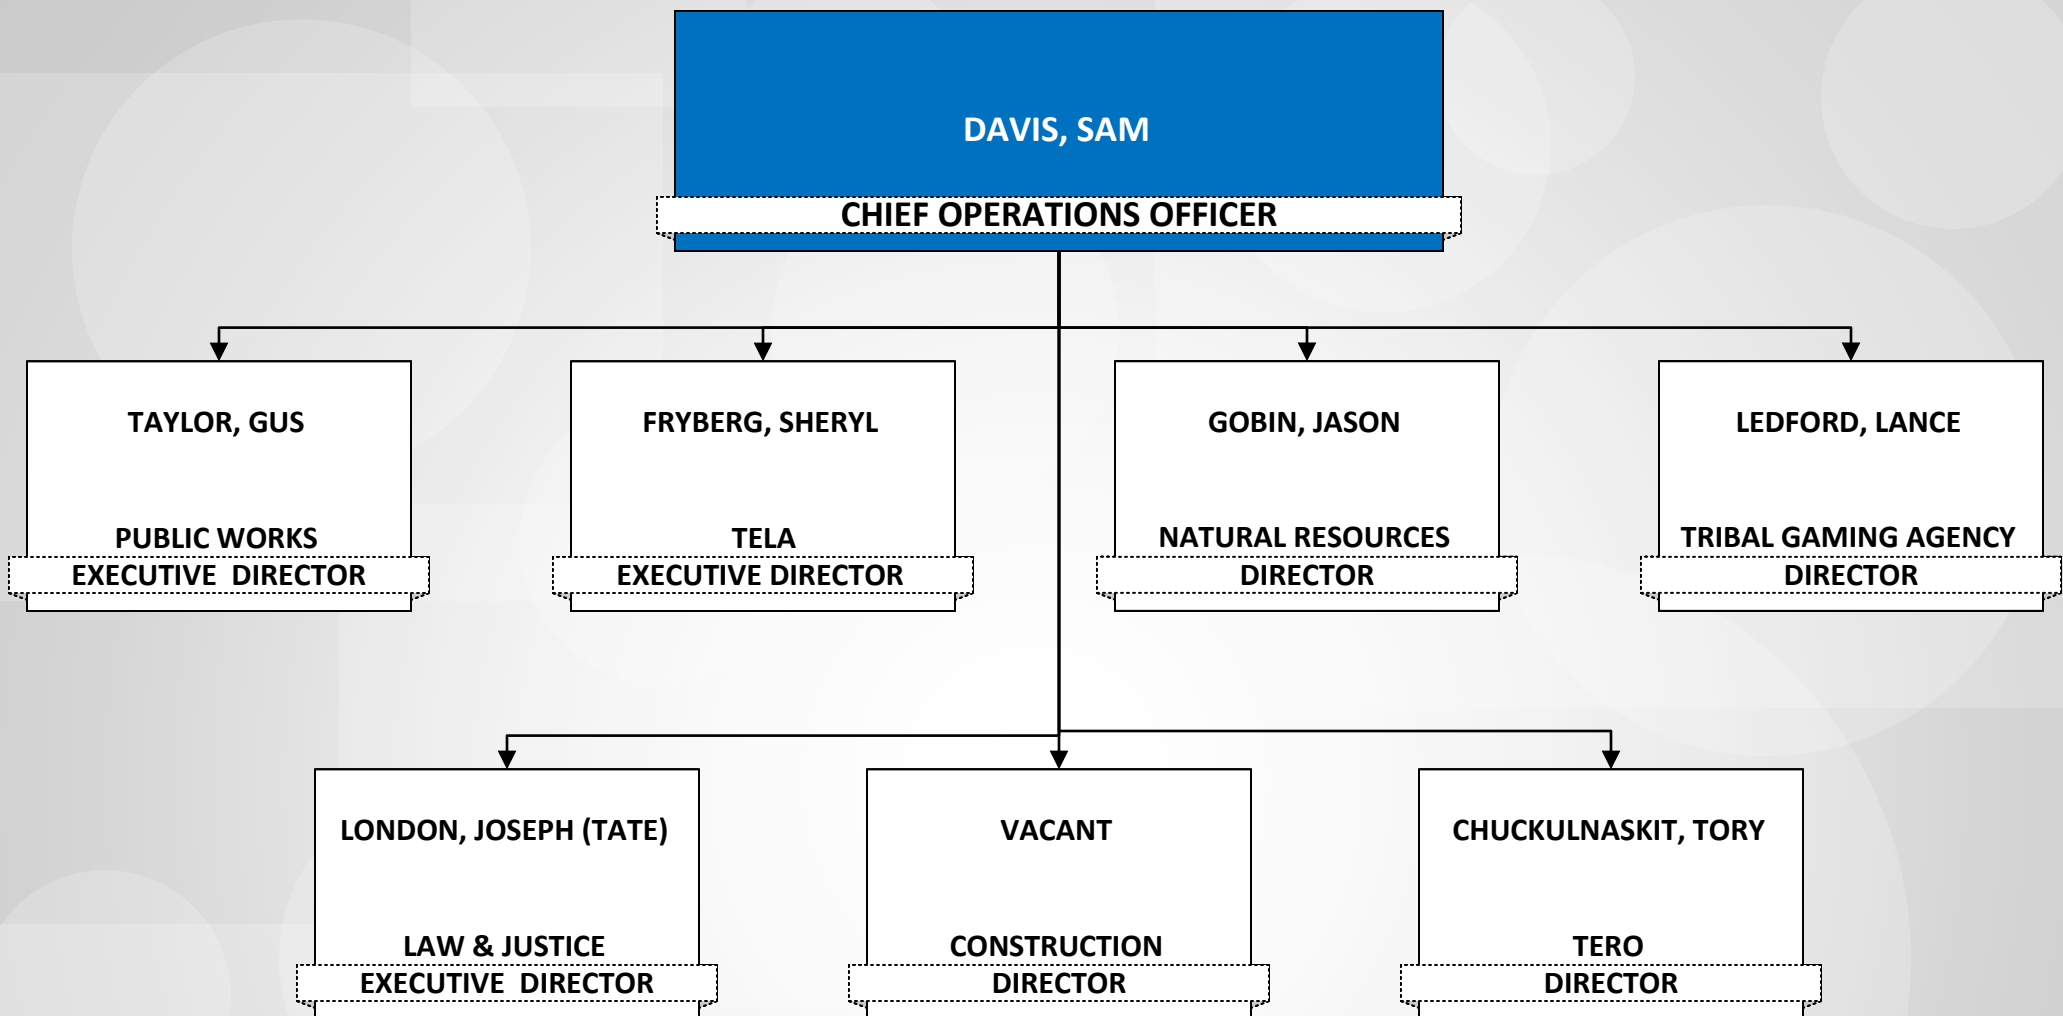 DAVIS, SAM
CHIEF OPERATIONS OFFICER
TAYLOR, GUS
PUBLIC WORKS
EXECUTIVE  DIRECTOR
FRYBERG, SHERYL
TELA
EXECUTIVE DIRECTOR
GOBIN, JASON
NATURAL RESOURCES
DIRECTOR
LEDFORD, LANCE
TRIBAL GAMING AGENCY
DIRECTOR
LONDON, JOSEPH (TATE)
LAW & JUSTICE
EXECUTIVE  DIRECTOR
VACANT
CONSTRUCTION
DIRECTOR
CHUCKULNASKIT, TORY
TERO
DIRECTOR